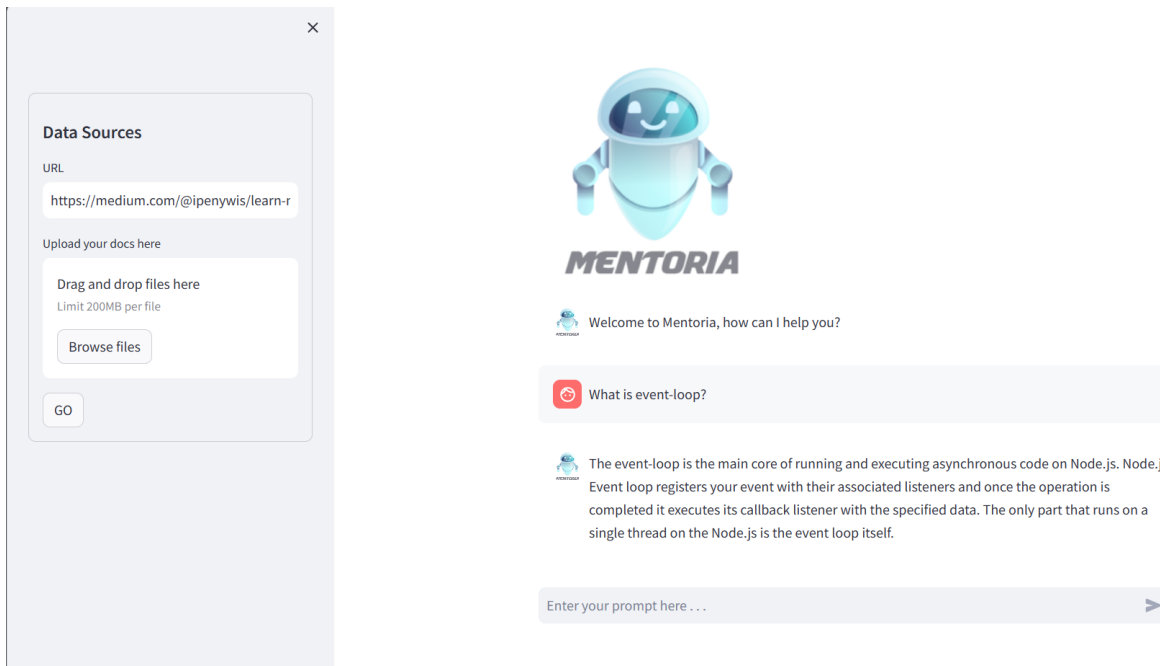 ×
Data Sources
URL
https://medium.com/@ipenywis/learn-r
Upload your docs here
Drag and drop files here
Limit 200MB per file
Browse files
GO
MENTORIA
Welcome to Mentoria, how can I help you?
What is event-loop?
The event-loop is the main core of running and executing asynchronous code on Node.js. Node.j
Event loop registers your event with their associated listeners and once the operation is
completed it executes its callback listener with the specified data. The only part that runs on a
single thread on the Node.js is the event loop itself.
Enter your prompt here . . .